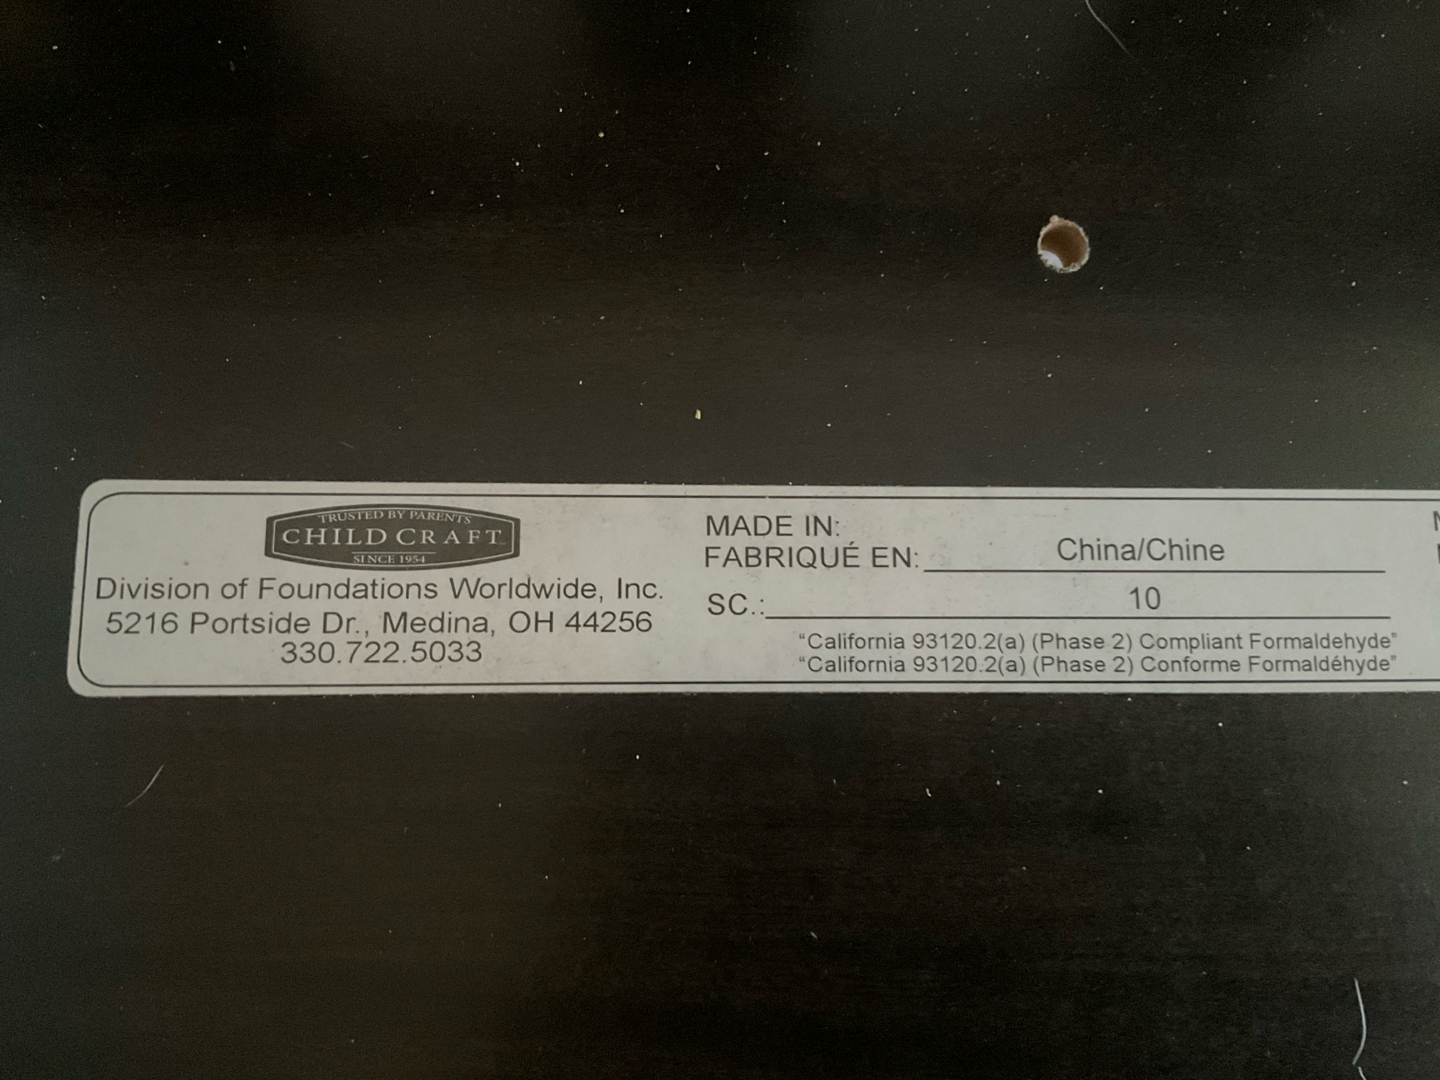 TRUSTED BY PARENTS
CHILD CRAFT
SINCE 1954
Division of Foundations Worldwide, Inc.
5216 Portside Dr., Medina, OH 44256
330.722.5033
MADE IN:
FABRIQUÉ EN: China/Chine
SC.: 10
“California 93120.2(a) (Phase 2) Compliant Formaldehyde”
“California 93120.2(a) (Phase 2) Conforme Formaldéhyde”